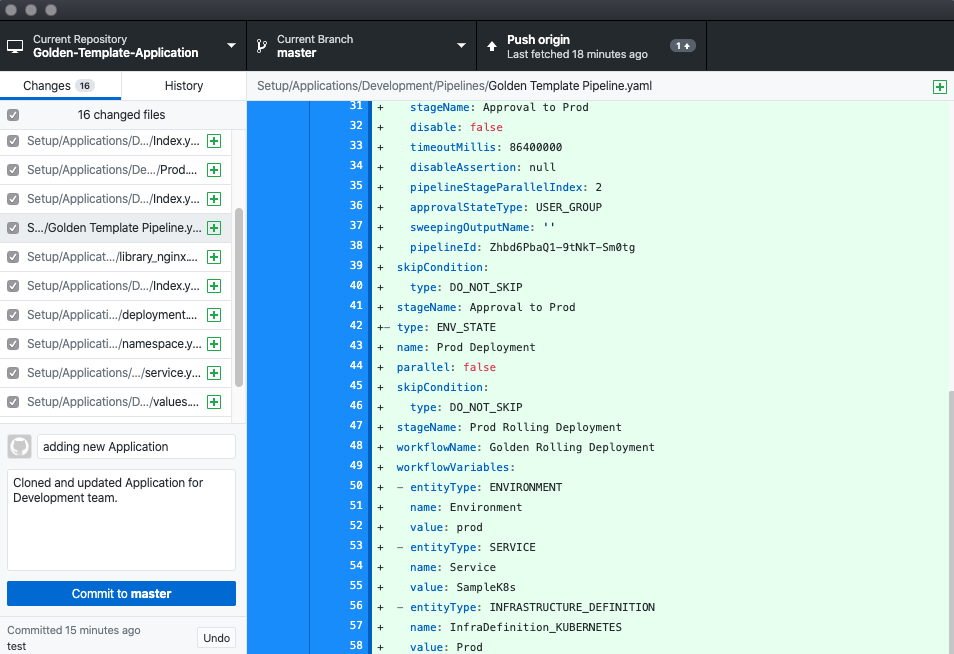 Current Repository
Golden-Template-Application
Current Branch
master
Push origin
Last fetched 18 minutes ago
1
Changes 16
History
16 changed files
Setup/Applications/D.../Index.y...
Setup/Applications/De.../Prod....
Setup/Applications/D.../Index.y...
S.../Golden Template Pipeline.y...
Setup/Applicat.../library_nginx....
Setup/Applications/D.../Index.y...
Setup/Applicati.../deployment....
Setup/Applicati.../namespace.y...
Setup/Applications/.../service.y...
Setup/Applications/D.../values....
adding new Application
Cloned and updated Application for
Development team.
Commit to master
Committed 15 minutes ago
test
Undo
Setup/Applications/Development/Pipelines/Golden Template Pipeline.yaml
31 + stageName: Approval to Prod
32 + disable: false
33 + timeoutMillis: 86400000
34 + disableAssertion: null
35 + pipelineStageParallelIndex: 2
36 + approvalStateType: USER_GROUP
37 + sweepingOutputName: ''
38 + pipelineId: Zhbd6PbaQ1-9tNkT-Sm0tg
39 + skipCondition:
40 + type: DO_NOT_SKIP
41 + stageName: Approval to Prod
42 +- type: ENV_STATE
43 + name: Prod Deployment
44 + parallel: false
45 + skipCondition:
46 + type: DO_NOT_SKIP
47 + stageName: Prod Rolling Deployment
48 + workflowName: Golden Rolling Deployment
49 + workflowVariables:
50 + - entityType: ENVIRONMENT
51 + name: Environment
52 + value: prod
53 + - entityType: SERVICE
54 + name: Service
55 + value: SampleK8s
56 + - entityType: INFRASTRUCTURE_DEFINITION
57 + name: InfraDefinition_KUBERNETES
58 + value: Prod